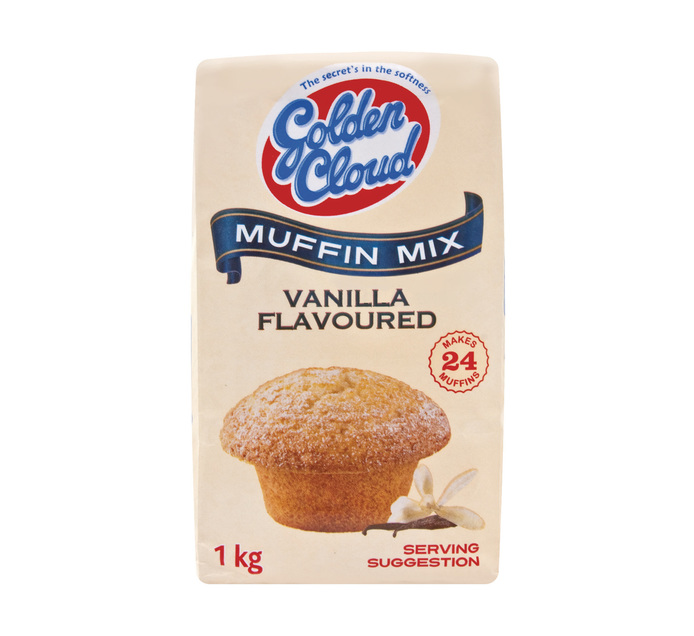 The secret's in the softness
Golden
Cloud
MUFFIN MIX
VANILLA
FLAVOURED
MAKES
24
MUFFINS
1 kg
SERVING
SUGGESTION